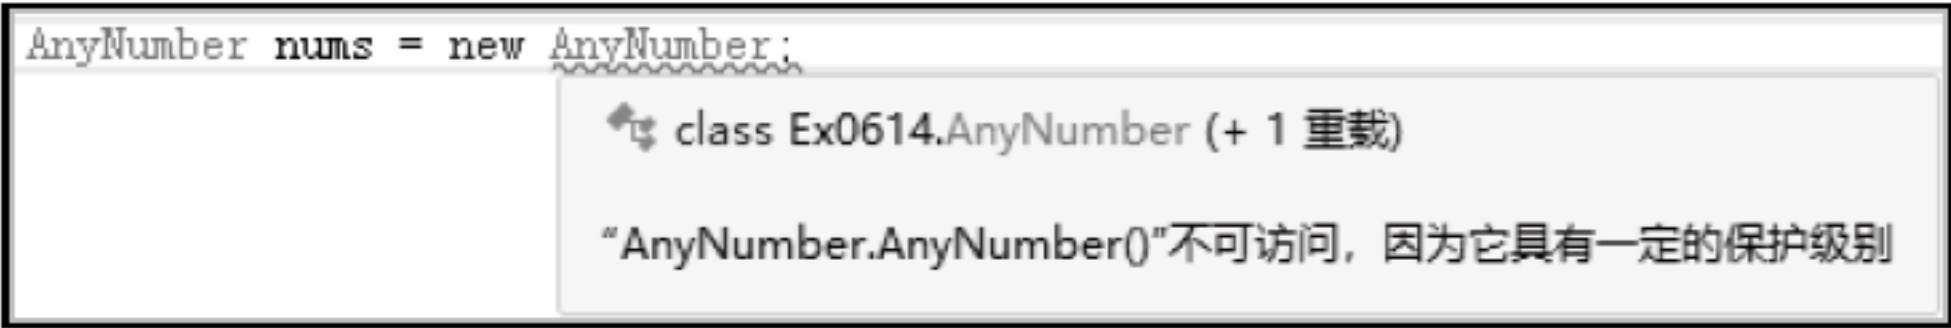 AnyNumber nums = new AnyNumber;
class Ex0614.AnyNumber (+ 1 重载)
“AnyNumber.AnyNumber()”不可访问，因为它具有一定的保护级别